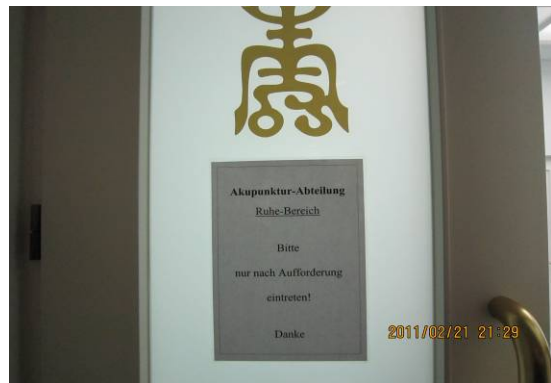 Akupunktur-Abteilung
Ruhe-Bereich
Bitte
nur nach Aufforderung
eintreten!
Danke
2011/02/21 21:29